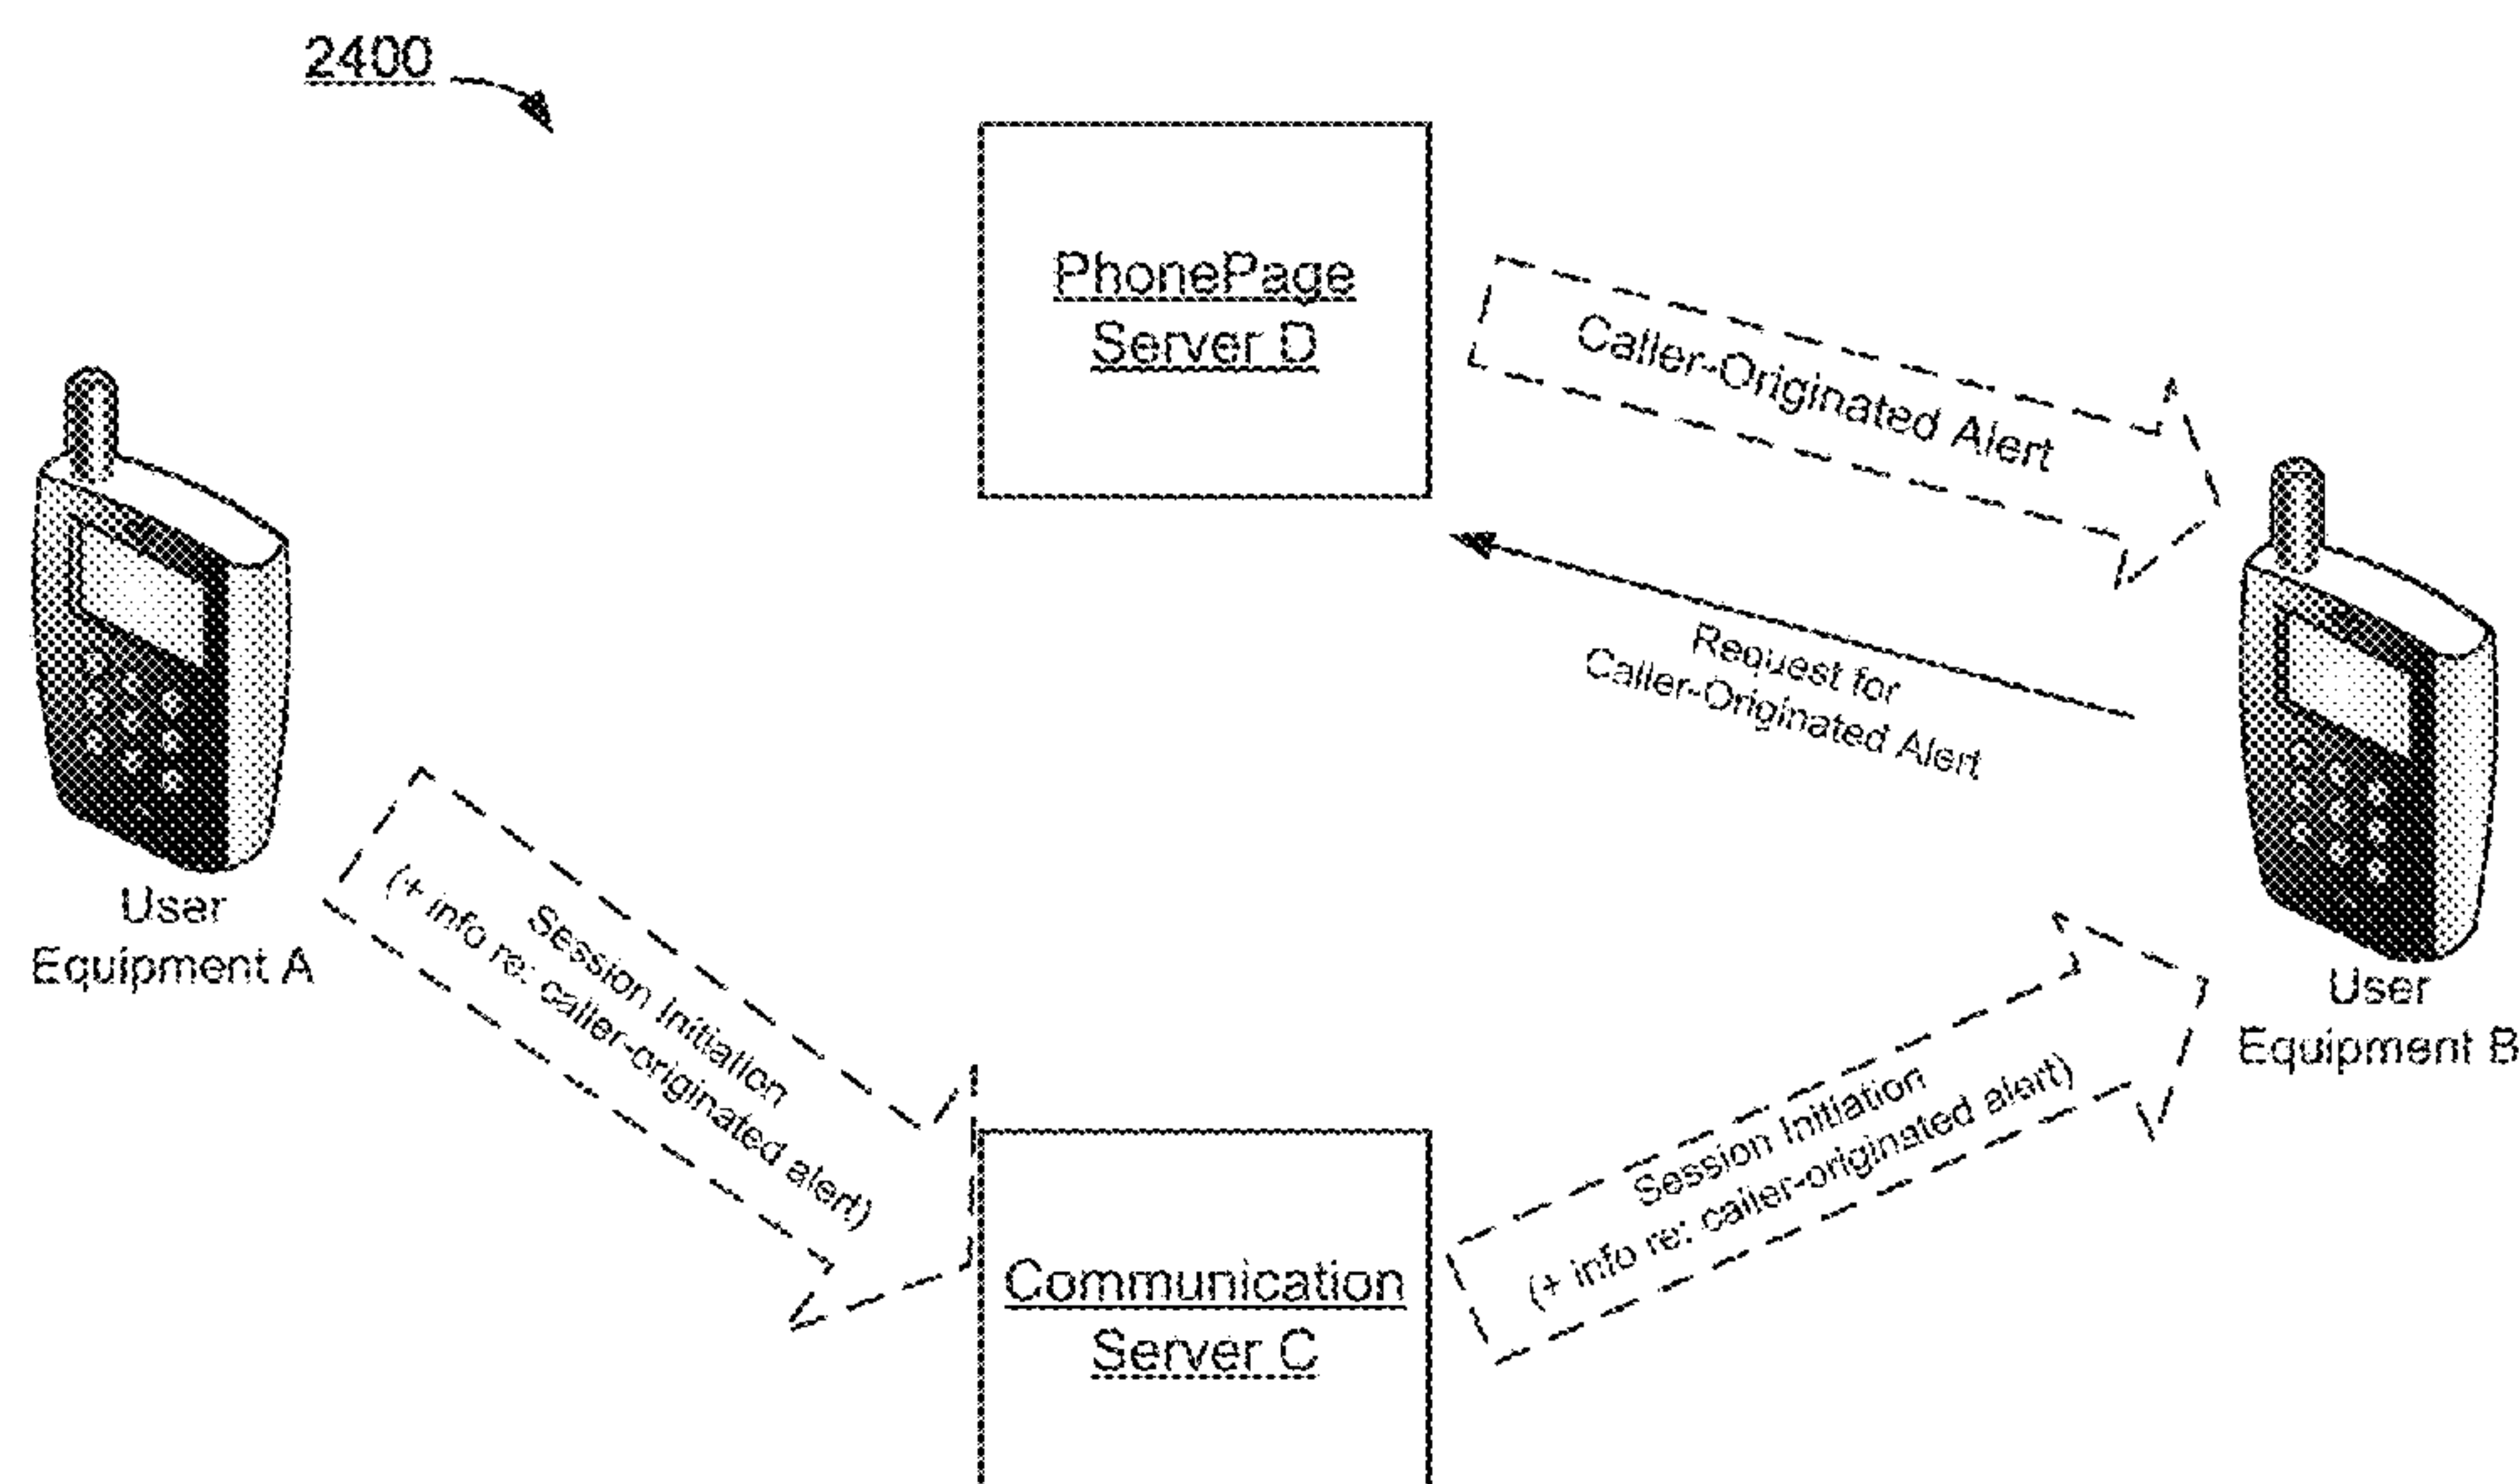 2400
PhonePage
Server D
Caller-Originated Alert
Request for
Caller-Originated Alert
User
Equipment A
Session Initiation
(+ info re: caller-originated alert)
User
Equipment B
Session Initiation
(+ info re: caller-originated alert)
Communication
Server C